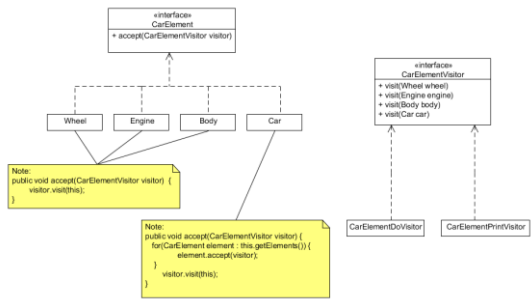 «interface»
CarElement
+ accept(CarElementVisitor visitor)
Wheel
Engine
Body
Car
Note:
public void accept(CarElementVisitor visitor) {
visitor.visit(this);
}
Note:
public void accept(CarElementVisitor visitor) {
for(CarElement element : this.getElements()) {
element.accept(visitor);
}
visitor.visit(this);
}
«interface»
CarElementVisitor
+ visit(Wheel wheel)
+ visit(Engine engine)
+ visit(Body body)
+ visit(Car car)
CarElementDoVisitor
CarElementPrintVisitor